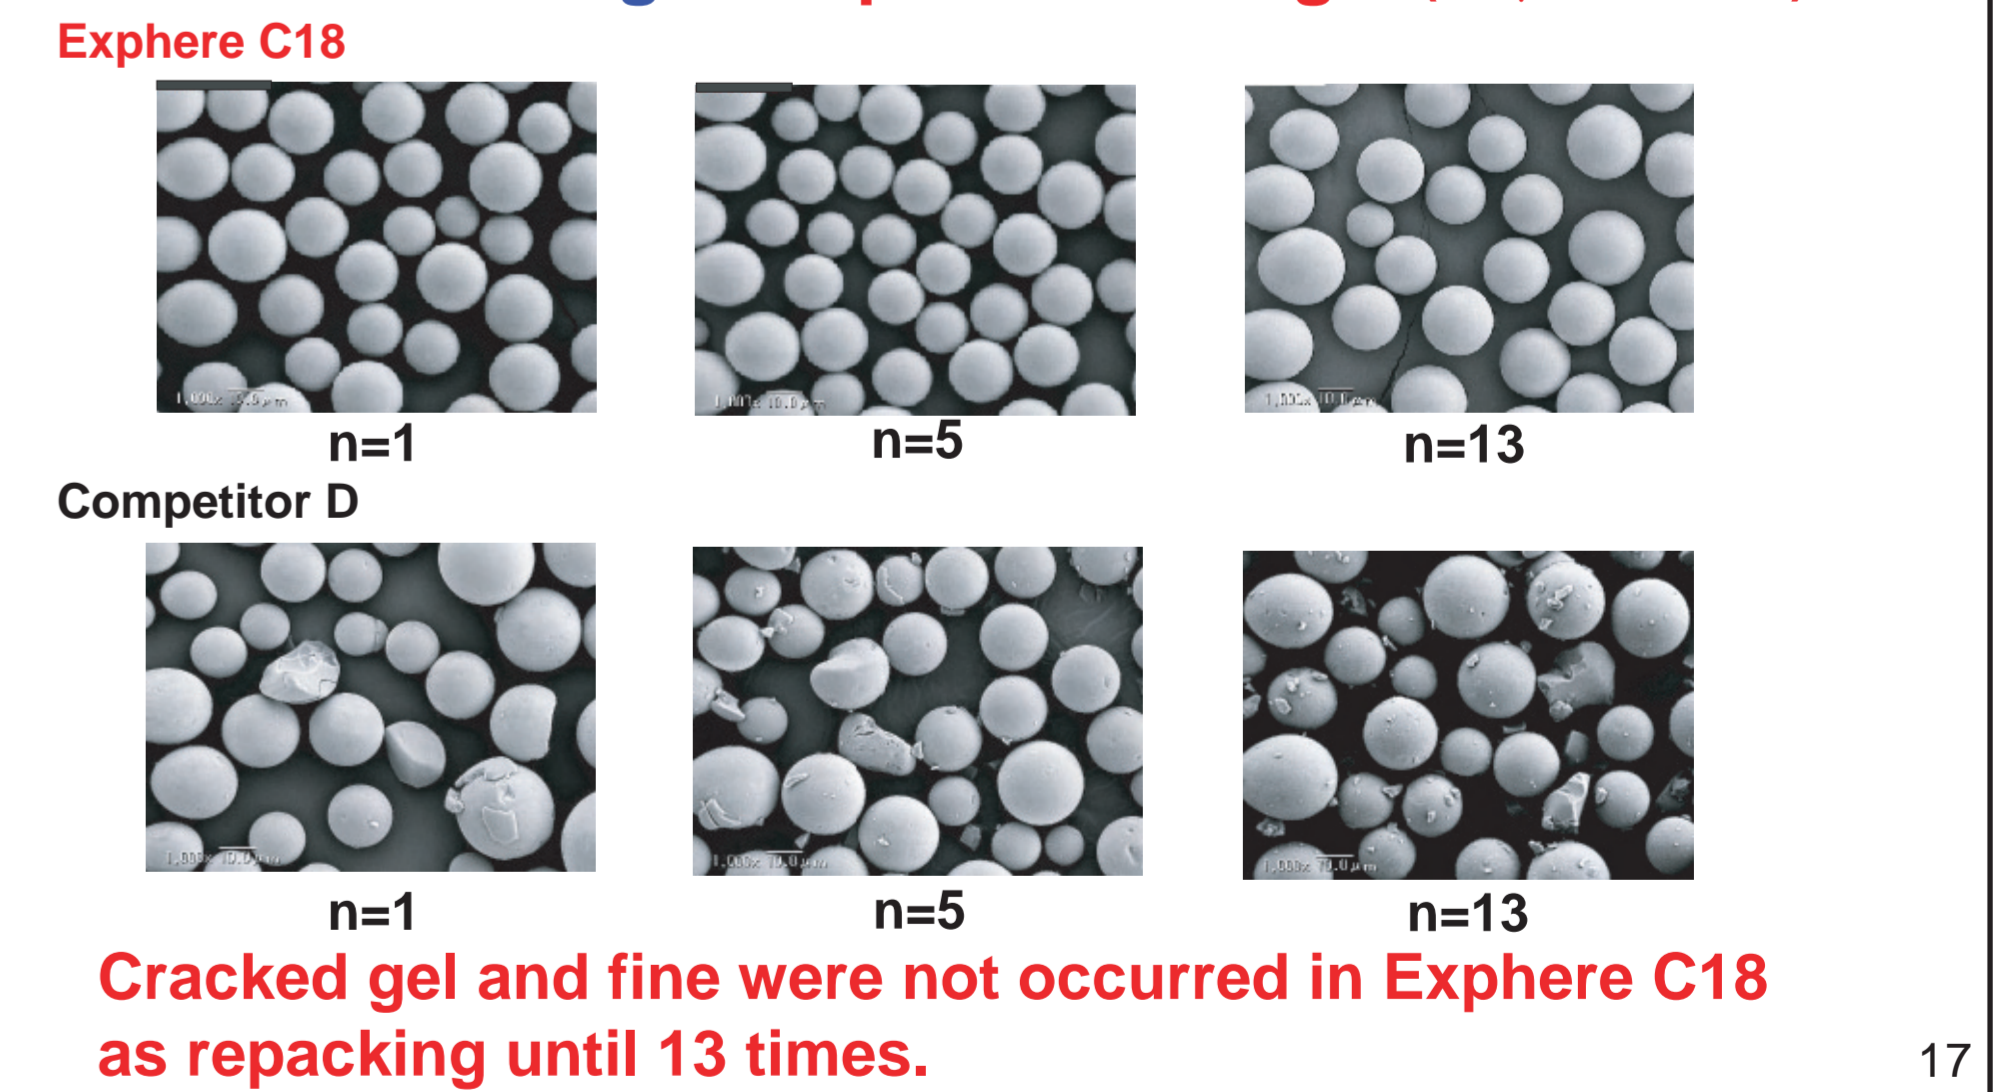 Exphere C18
n=1
n=5
n=13
Competitor D
n=1
n=5
n=13
Cracked gel and fine were not occurred in Exphere C18
as repacking until 13 times.
17